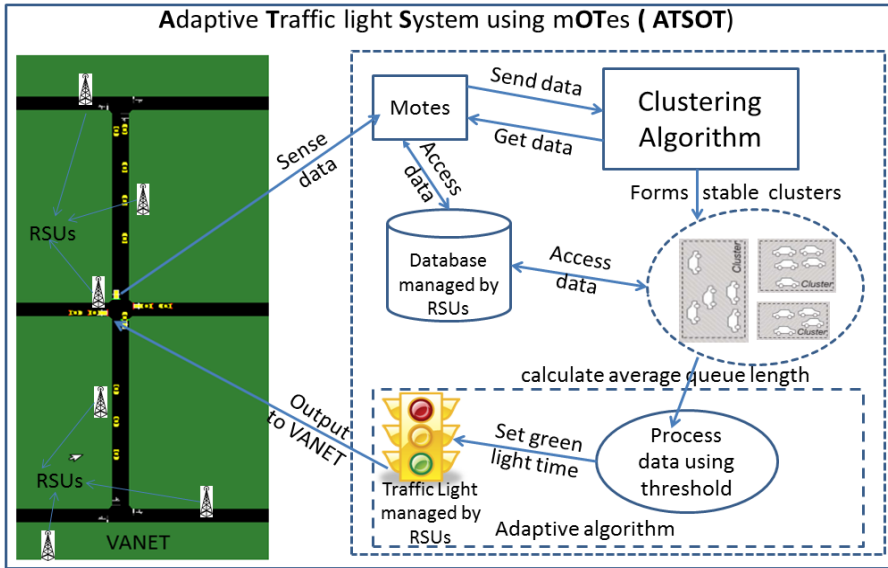 Adaptive Traffic light System using mOTes ( ATSOT)
RSUs
RSUs
VANET
Sense
data
Output
to VANET
Motes
Send data
Get data
Clustering
Algorithm
Access
data
Forms stable clusters
Database
managed by
RSUs
Access
data
Cluster
Cluster
Cluster
calculate average queue length
Set green
light time
Process
data using
threshold
Traffic Light
managed by
RSUs
Adaptive algorithm